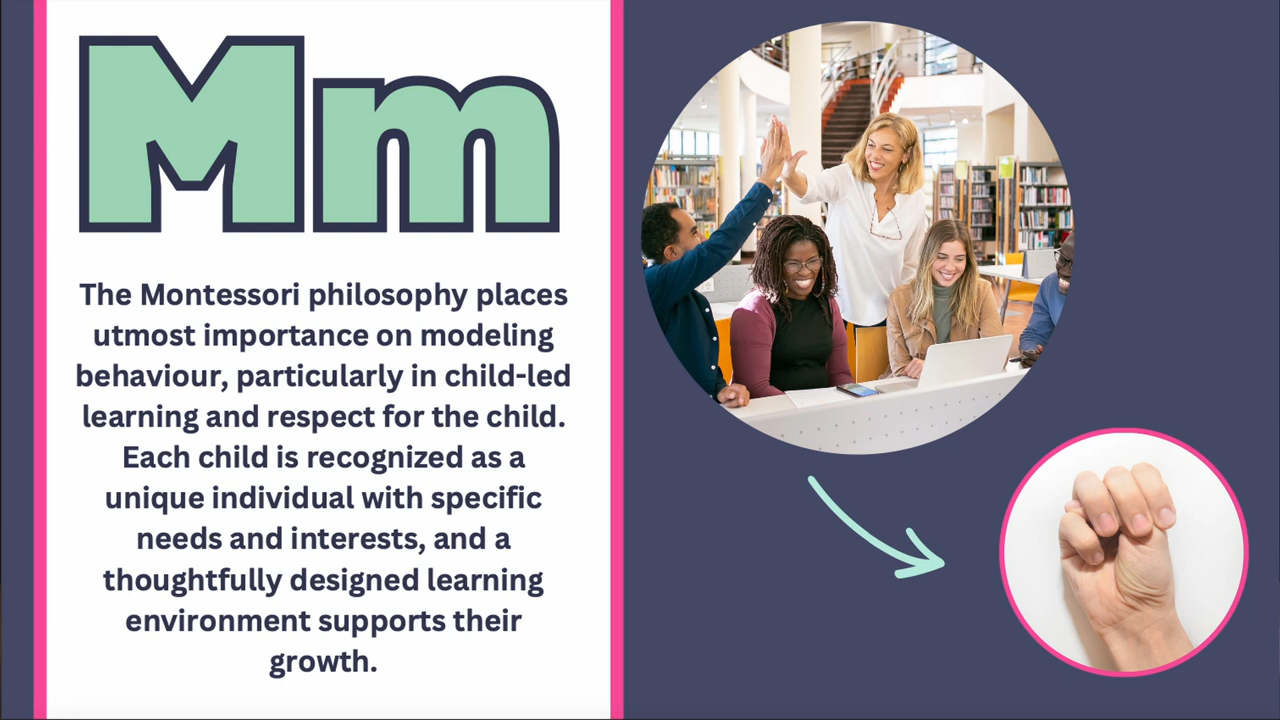 Mm
The Montessori philosophy places
utmost importance on modeling
behaviour, particularly in child-led
learning and respect for the child.
Each child is recognized as a
unique individual with specific
needs and interests, and a
thoughtfully designed learning
environment supports their
growth.